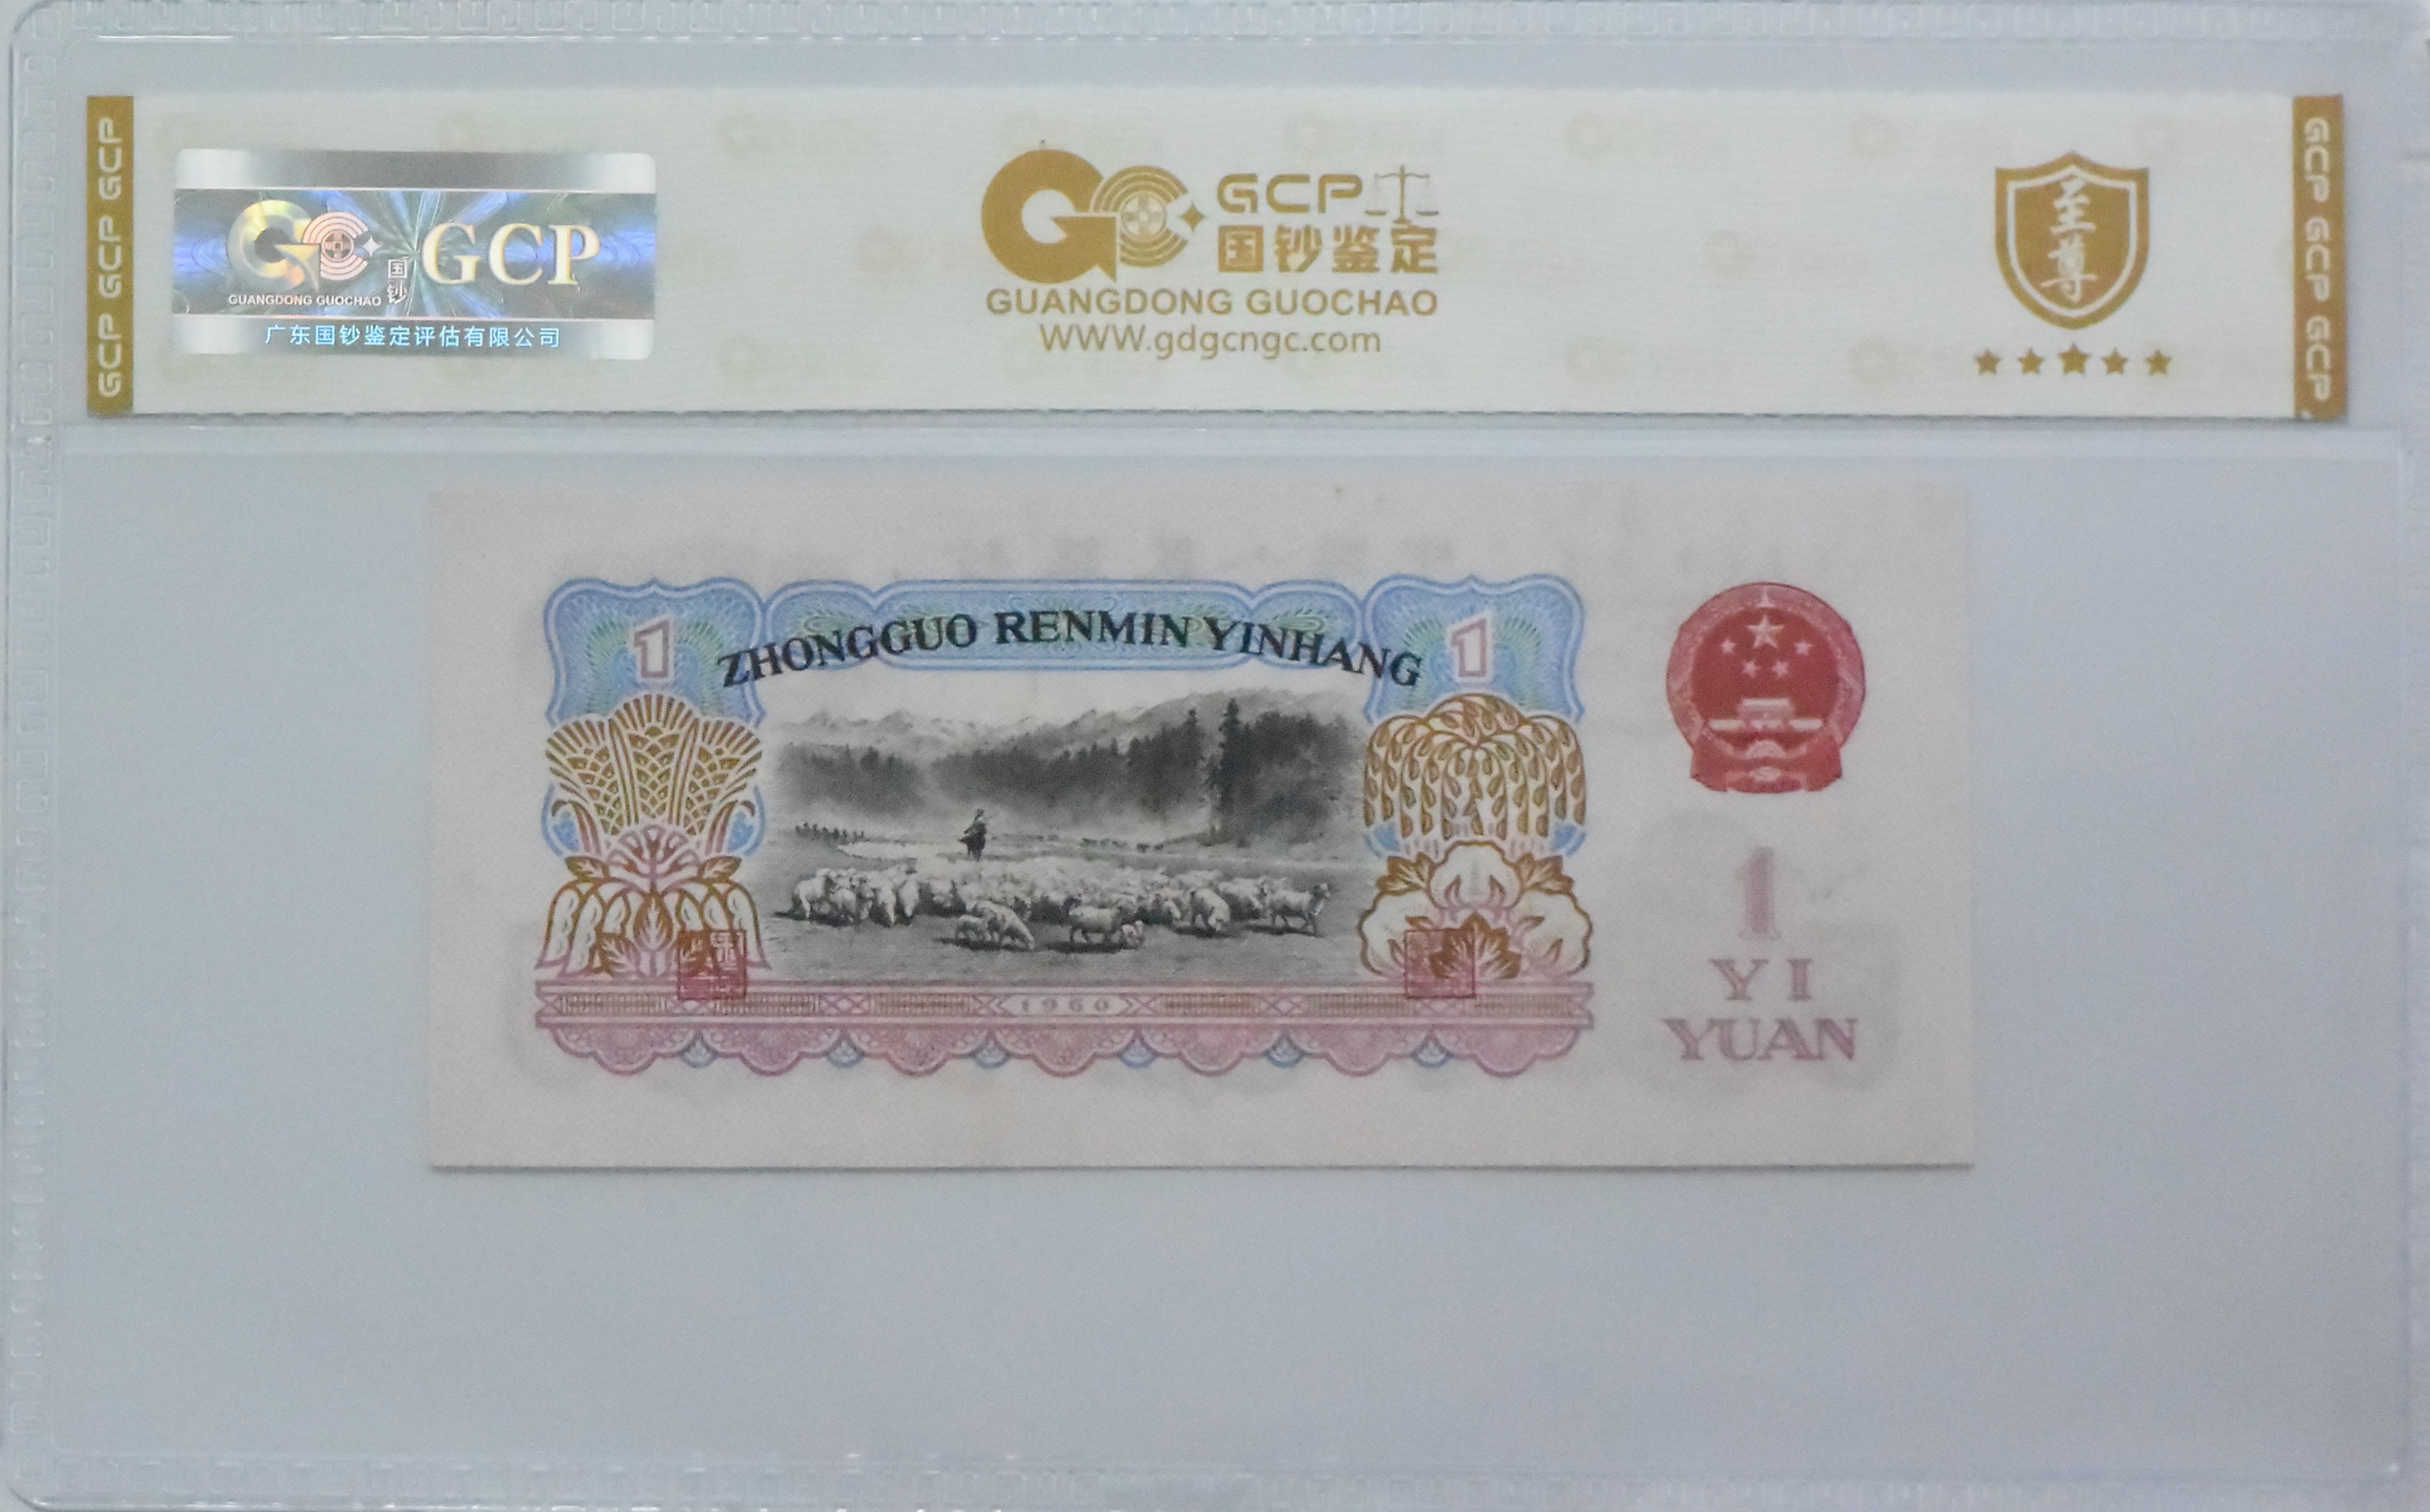 GCP GCP GCP
GCP
国钞
GUANGDONG GUOCHAO
广东国钞鉴定评估有限公司
GCP
国钞鉴定
GUANGDONG GUOCHAO
WWW.gdgcngc.com
至尊
GCP GCP GCP
1
ZHONGGUO RENMIN YINHANG
1
1960
1
YI
YUAN